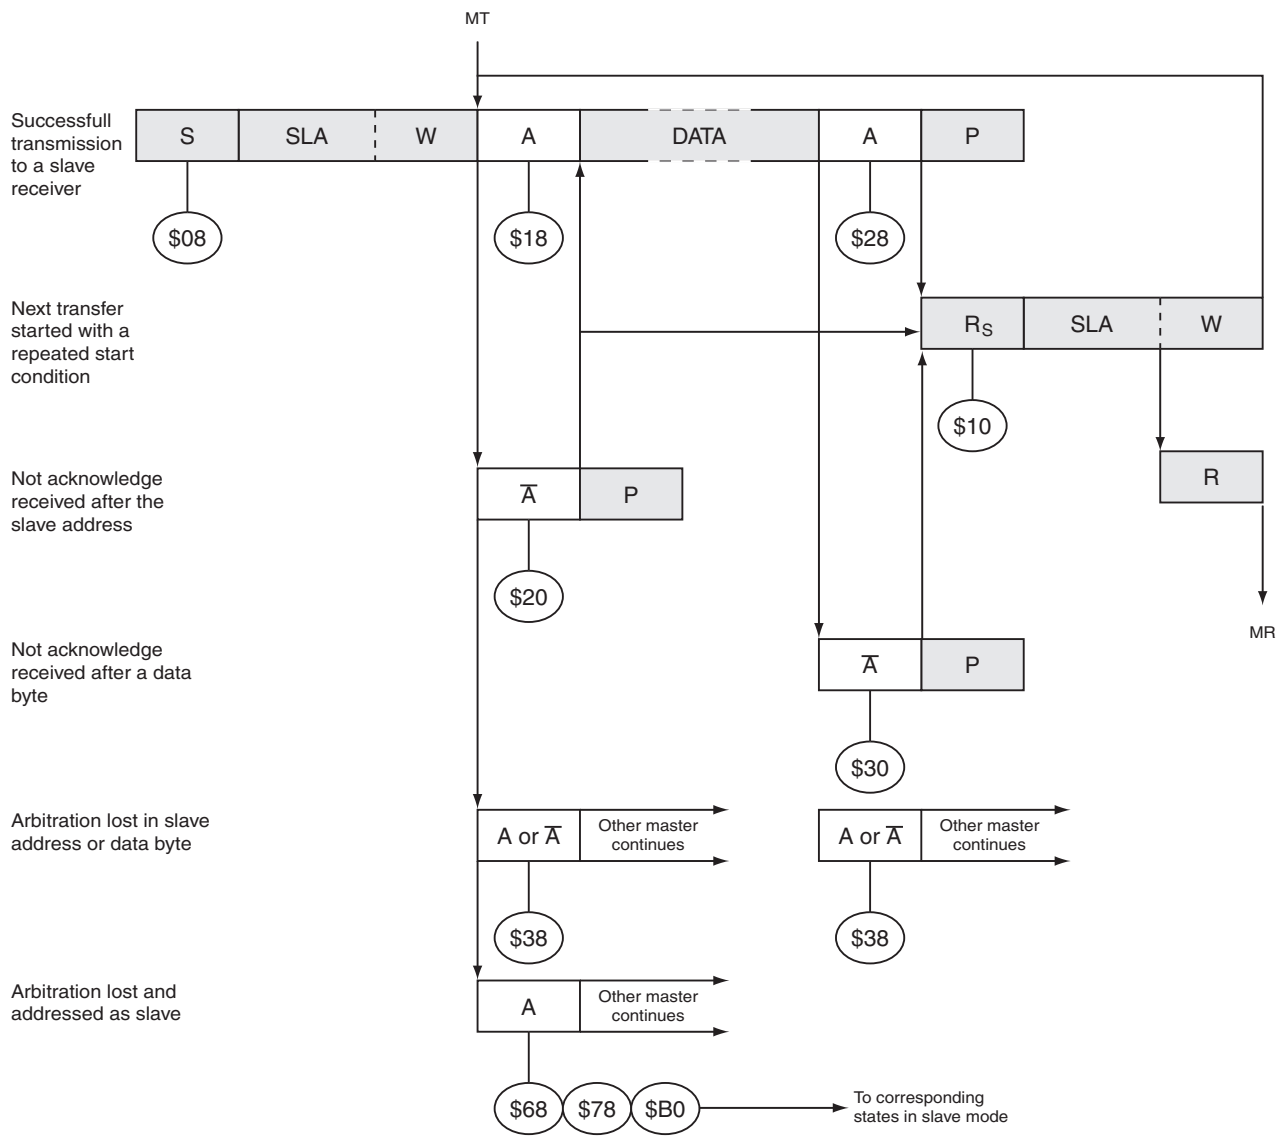 MT
Successfull
transmission
to a slave
receiver
S SLA W A DATA A P
$08 $18 $28
Next transfer
started with a
repeated start
condition
RS SLA W
$10
Not acknowledge
received after the
slave address
A̅ P
R
$20
MR
Not acknowledge
received after a data
byte
A̅ P
$30
Arbitration lost in slave
address or data byte
A or A̅
Other master
continues
A or A̅
Other master
continues
$38 $38
Arbitration lost and
addressed as slave
A
Other master
continues
$68 $78 $B0
To corresponding
states in slave mode